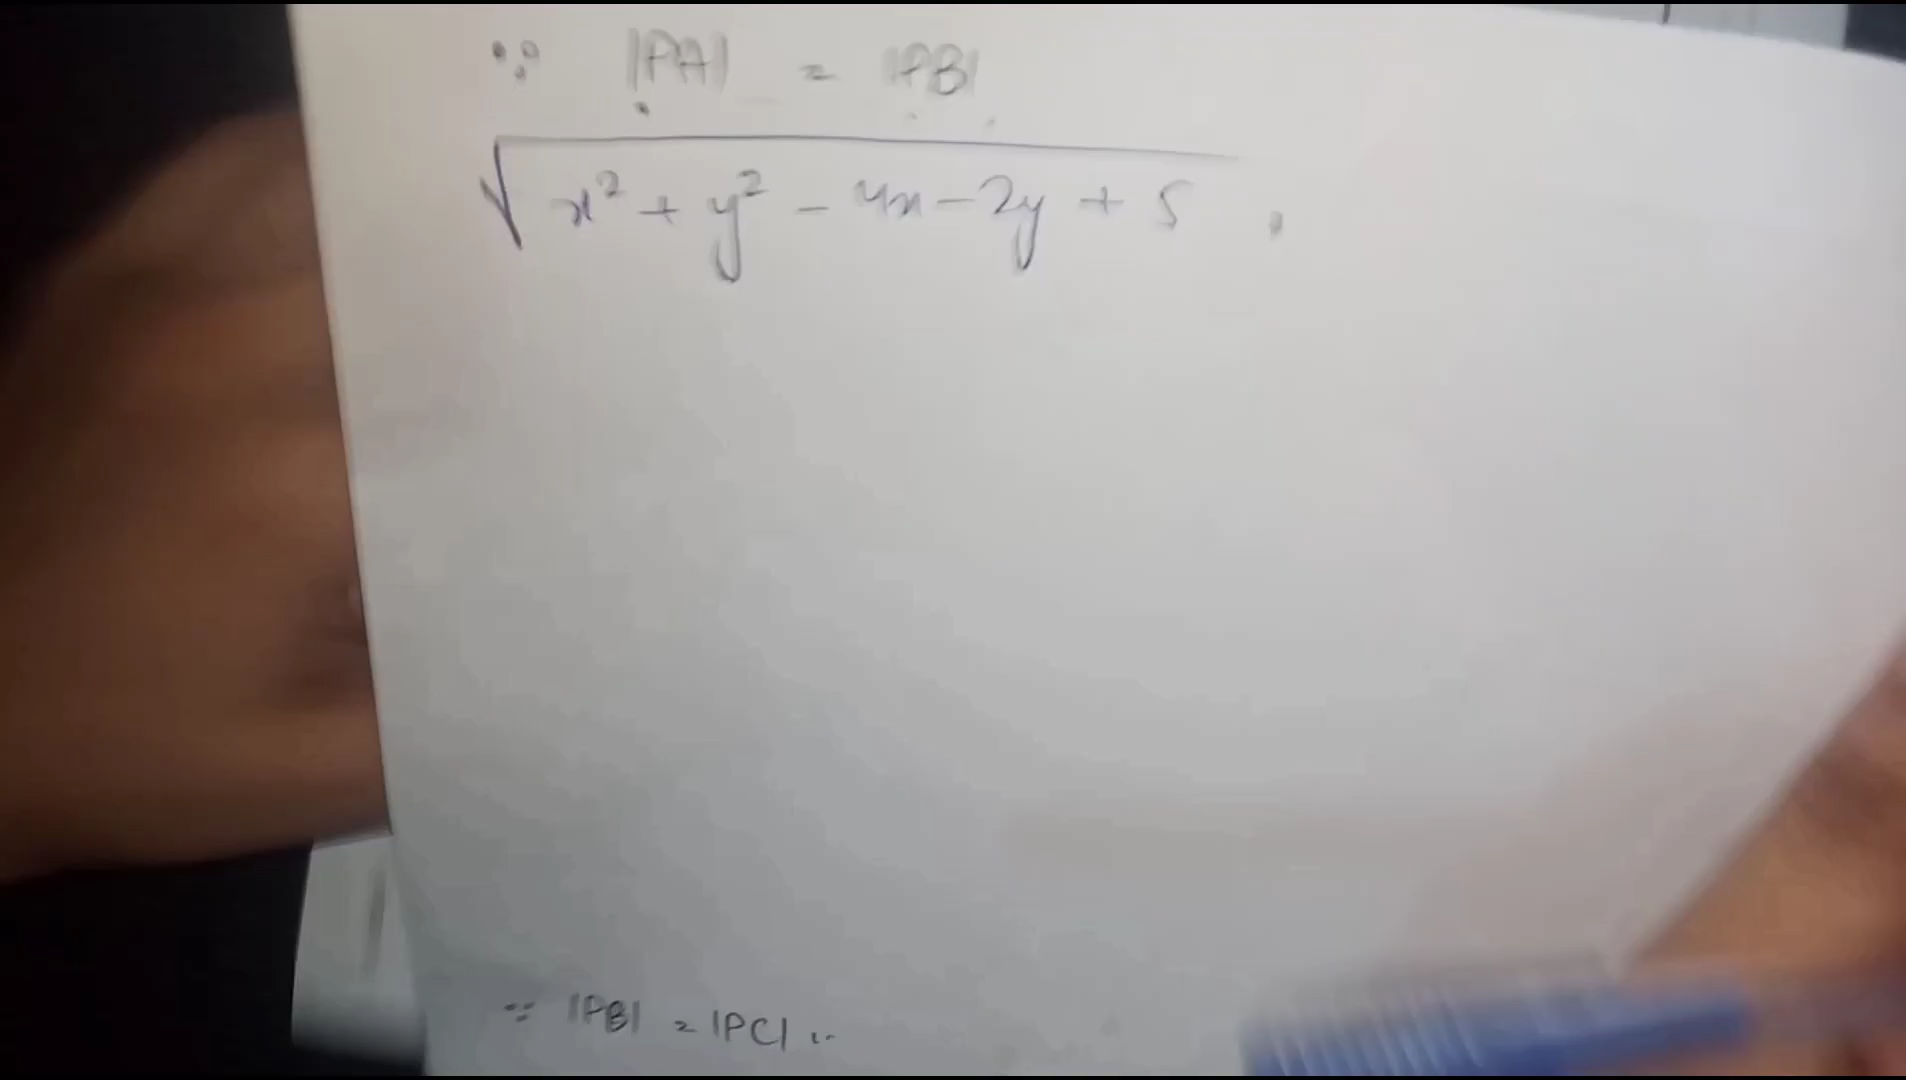 ∵ |PA| = |PB|
√(x² + y² - 4x - 2y + 5)
∵ |PB| = |PC| ..